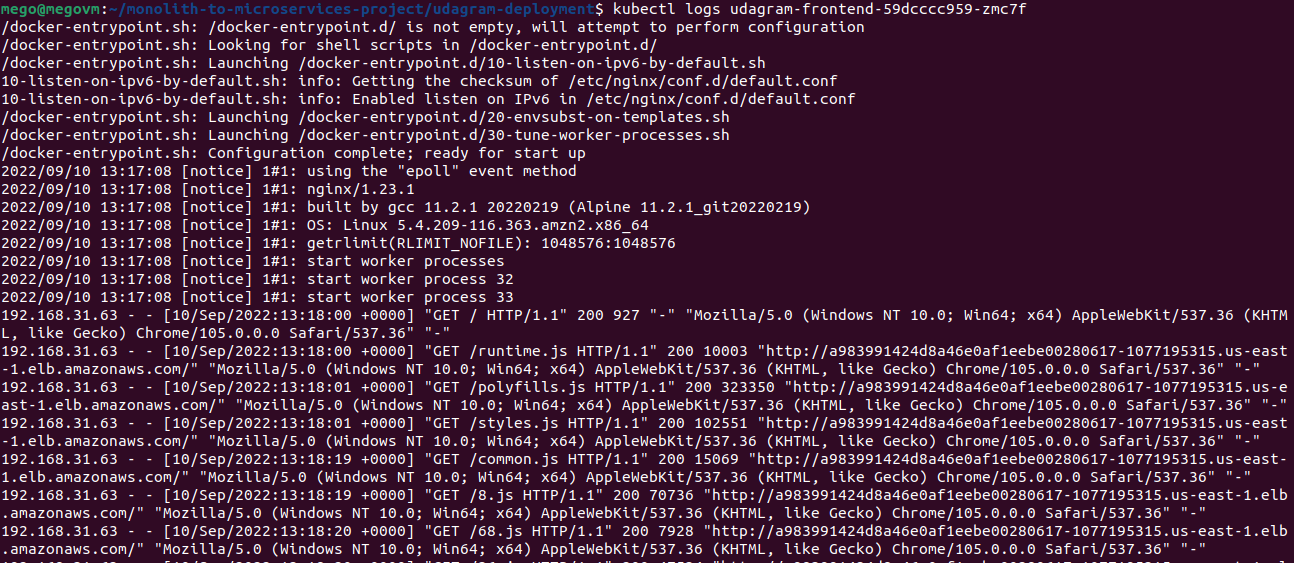 mego@megovm:~/monolith-to-microservices-project/udagram-deployment$ kubectl logs udagram-frontend-59dcccc959-zmc7f
/docker-entrypoint.sh: /docker-entrypoint.d/ is not empty, will attempt to perform configuration
/docker-entrypoint.sh: Looking for shell scripts in /docker-entrypoint.d/
/docker-entrypoint.sh: Launching /docker-entrypoint.d/10-listen-on-ipv6-by-default.sh
10-listen-on-ipv6-by-default.sh: info: Getting the checksum of /etc/nginx/conf.d/default.conf
10-listen-on-ipv6-by-default.sh: info: Enabled listen on IPv6 in /etc/nginx/conf.d/default.conf
/docker-entrypoint.sh: Launching /docker-entrypoint.d/20-envsubst-on-templates.sh
/docker-entrypoint.sh: Launching /docker-entrypoint.d/30-tune-worker-processes.sh
/docker-entrypoint.sh: Configuration complete; ready for start up
2022/09/10 13:17:08 [notice] 1#1: using the "epoll" event method
2022/09/10 13:17:08 [notice] 1#1: nginx/1.23.1
2022/09/10 13:17:08 [notice] 1#1: built by gcc 11.2.1 20220219 (Alpine 11.2.1_git20220219)
2022/09/10 13:17:08 [notice] 1#1: OS: Linux 5.4.209-116.363.amzn2.x86_64
2022/09/10 13:17:08 [notice] 1#1: getrlimit(RLIMIT_NOFILE): 1048576:1048576
2022/09/10 13:17:08 [notice] 1#1: start worker processes
2022/09/10 13:17:08 [notice] 1#1: start worker process 32
2022/09/10 13:17:08 [notice] 1#1: start worker process 33
192.168.31.63 - - [10/Sep/2022:13:18:00 +0000] "GET / HTTP/1.1" 200 927 "-" "Mozilla/5.0 (Windows NT 10.0; Win64; x64) AppleWebKit/537.36 (KHTM
L, like Gecko) Chrome/105.0.0.0 Safari/537.36" "-"
192.168.31.63 - - [10/Sep/2022:13:18:00 +0000] "GET /runtime.js HTTP/1.1" 200 10003 "http://a983991424d8a46e0af1eebe00280617-1077195315.us-east
-1.elb.amazonaws.com/" "Mozilla/5.0 (Windows NT 10.0; Win64; x64) AppleWebKit/537.36 (KHTML, like Gecko) Chrome/105.0.0.0 Safari/537.36" "-"
192.168.31.63 - - [10/Sep/2022:13:18:01 +0000] "GET /polyfills.js HTTP/1.1" 200 323350 "http://a983991424d8a46e0af1eebe00280617-1077195315.us-e
ast-1.elb.amazonaws.com/" "Mozilla/5.0 (Windows NT 10.0; Win64; x64) AppleWebKit/537.36 (KHTML, like Gecko) Chrome/105.0.0.0 Safari/537.36" "-"
192.168.31.63 - - [10/Sep/2022:13:18:01 +0000] "GET /styles.js HTTP/1.1" 200 102551 "http://a983991424d8a46e0af1eebe00280617-1077195315.us-east
-1.elb.amazonaws.com/" "Mozilla/5.0 (Windows NT 10.0; Win64; x64) AppleWebKit/537.36 (KHTML, like Gecko) Chrome/105.0.0.0 Safari/537.36" "-"
192.168.31.63 - - [10/Sep/2022:13:18:19 +0000] "GET /common.js HTTP/1.1" 200 15069 "http://a983991424d8a46e0af1eebe00280617-1077195315.us-east-
1.elb.amazonaws.com/" "Mozilla/5.0 (Windows NT 10.0; Win64; x64) AppleWebKit/537.36 (KHTML, like Gecko) Chrome/105.0.0.0 Safari/537.36" "-"
192.168.31.63 - - [10/Sep/2022:13:18:19 +0000] "GET /8.js HTTP/1.1" 200 70736 "http://a983991424d8a46e0af1eebe00280617-1077195315.us-east-1.elb
.amazonaws.com/" "Mozilla/5.0 (Windows NT 10.0; Win64; x64) AppleWebKit/537.36 (KHTML, like Gecko) Chrome/105.0.0.0 Safari/537.36" "-"
192.168.31.63 - - [10/Sep/2022:13:18:20 +0000] "GET /68.js HTTP/1.1" 200 7928 "http://a983991424d8a46e0af1eebe00280617-1077195315.us-east-1.elb
.amazonaws.com/" "Mozilla/5.0 (Windows NT 10.0; Win64; x64) AppleWebKit/537.36 (KHTML, like Gecko) Chrome/105.0.0.0 Safari/537.36" "-"